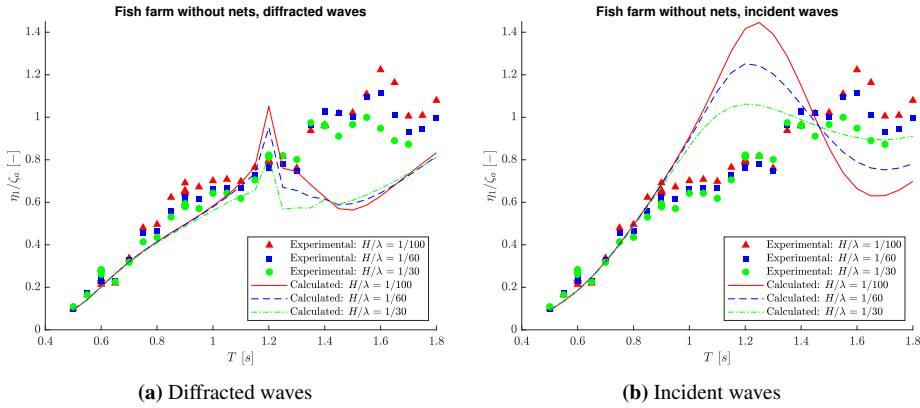 Fish farm without nets, diffracted waves
1.4
1.2
1
0.8
0.6
0.4
0.2
0
η₁/ζₐ [−]
Experimental: H/λ = 1/100
Experimental: H/λ = 1/60
Experimental: H/λ = 1/30
Calculated: H/λ = 1/100
Calculated: H/λ = 1/60
Calculated: H/λ = 1/30
0.4 0.6 0.8 1 1.2 1.4 1.6 1.8
T [s]
(a) Diffracted waves
Fish farm without nets, incident waves
1.4
1.2
1
0.8
0.6
0.4
0.2
0
η₁/ζₐ [−]
Experimental: H/λ = 1/100
Experimental: H/λ = 1/60
Experimental: H/λ = 1/30
Calculated: H/λ = 1/100
Calculated: H/λ = 1/60
Calculated: H/λ = 1/30
0.4 0.6 0.8 1 1.2 1.4 1.6 1.8
T [s]
(b) Incident waves